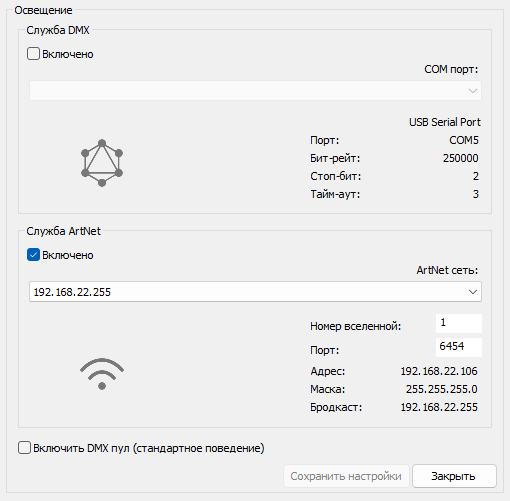 Освещение
Служба DMX
Включено
COM порт:
USB Serial Port
Порт: COM5
Бит-рейт: 250000
Стоп-бит: 2
Тайм-аут: 3
Служба ArtNet
Включено
ArtNet сеть:
192.168.22.255
Номер вселенной: 1
Порт: 6454
Адрес: 192.168.22.106
Маска: 255.255.255.0
Бродкаст: 192.168.22.255
Включить DMX пул (стандартное поведение)
Сохранить настройки Закрыть